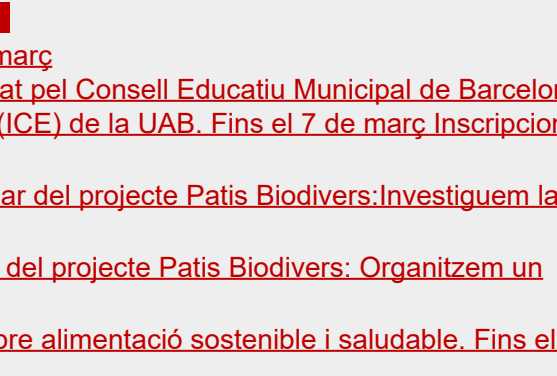 març
at pel Consell Educatiu Municipal de Barcelon
(ICE) de la UAB. Fins el 7 de març Inscripcion
ar del projecte Patis Biodivers:Investiguem la
del projecte Patis Biodivers: Organitzem un
bre alimentació sostenible i saludable. Fins el